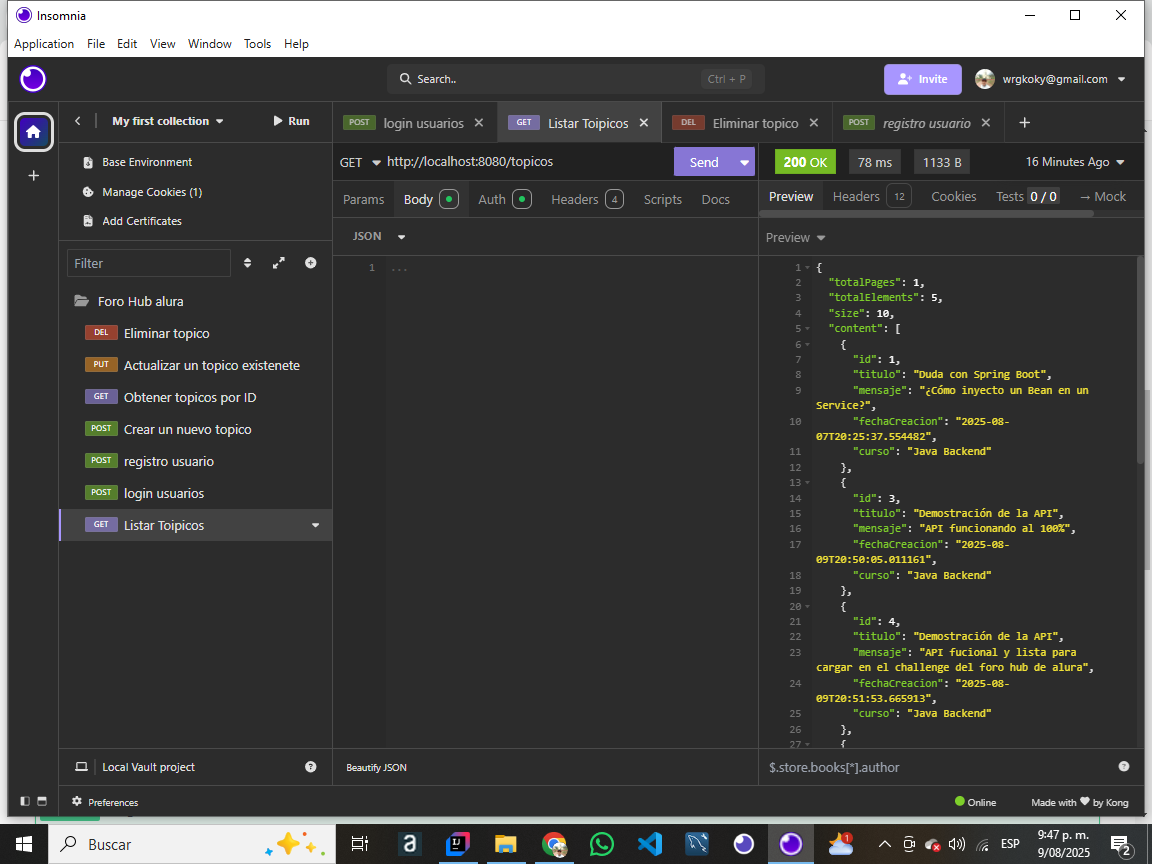 Insomnia
Application File Edit View Window Tools Help
Search.. Ctrl + P Invite wrgkoky@gmail.com
My first collection Run
POST login usuarios GET Listar Toipicos DEL Eliminar topico POST registro usuario
Base Environment
Manage Cookies (1)
Add Certificates
Filter
Foro Hub alura
DEL Eliminar topico
PUT Actualizar un topico existenete
GET Obtener topicos por ID
POST Crear un nuevo topico
POST registro usuario
POST login usuarios
GET Listar Toipicos
Local Vault project
Preferences
GET http://localhost:8080/topicos Send
Params Body Auth Headers 4 Scripts Docs
JSON
1 ...
Beautify JSON
200 OK 78 ms 1133 B 16 Minutes Ago
Preview Headers 12 Cookies Tests 0 / 0 → Mock
Preview
1 {
2 "totalPages": 1,
3 "totalElements": 5,
4 "size": 10,
5 "content": [
6 {
7 "id": 1,
8 "titulo": "Duda con Spring Boot",
9 "mensaje": "¿Cómo inyecto un Bean en un
Service?",
10 "fechaCreacion": "2025-08-
07T20:25:37.554482",
11 "curso": "Java Backend"
12 },
13 {
14 "id": 3,
15 "titulo": "Demostración de la API",
16 "mensaje": "API funcionando al 100%",
17 "fechaCreacion": "2025-08-
09T20:50:05.011161",
18 "curso": "Java Backend"
19 },
20 {
21 "id": 4,
22 "titulo": "Demostración de la API",
23 "mensaje": "API fucional y lista para
cargar en el challenge del foro hub de alura",
24 "fechaCreacion": "2025-08-
09T20:51:53.665913",
25 "curso": "Java Backend"
26 },
27 {
$.store.books[*].author
Online Made with by Kong
Buscar
1
ESP
9:47 p. m.
9/08/2025
2